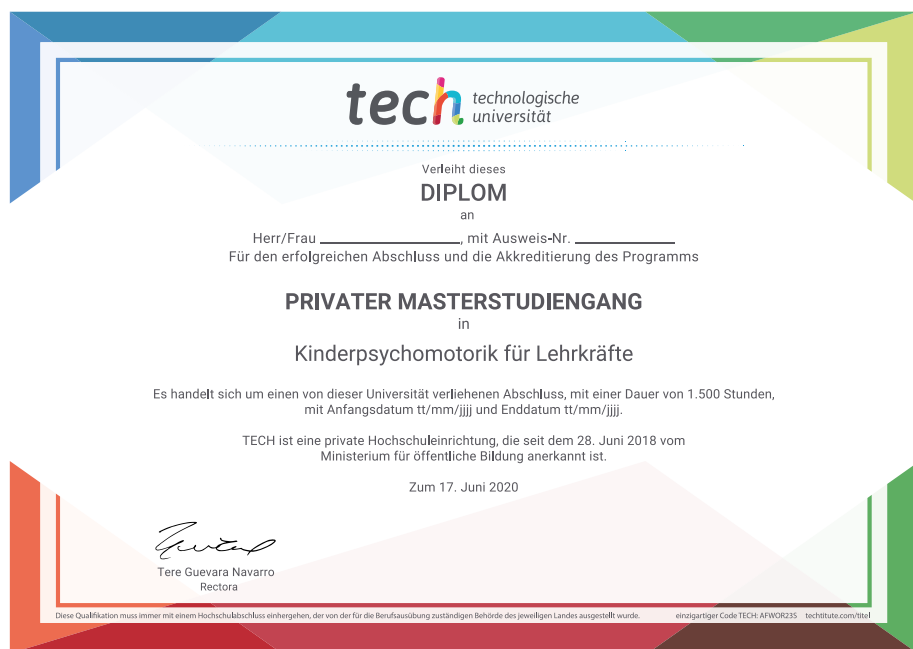 tech technologische
universität
Verleiht dieses
DIPLOM
an
Herr/Frau ____________________, mit Ausweis-Nr. ______________
Für den erfolgreichen Abschluss und die Akkreditierung des Programms
PRIVATER MASTERSTUDIENGANG
in
Kinderpsychomotorik für Lehrkräfte
Es handelt sich um einen von dieser Universität verliehenen Abschluss, mit einer Dauer von 1.500 Stunden,
mit Anfangsdatum tt/mm/jjjj und Enddatum tt/mm/jjjj.
TECH ist eine private Hochschuleinrichtung, die seit dem 28. Juni 2018 vom
Ministerium für öffentliche Bildung anerkannt ist.
Zum 17. Juni 2020
Tere Guevara Navarro
Rectora
Diese Qualifikation muss immer mit einem Hochschulabschluss einhergehen, der von der für die Berufsausübung zuständigen Behörde des jeweiligen Landes ausgestellt wurde. einzigartiger Code TECH: AFWOR23S techtitute.com/titel